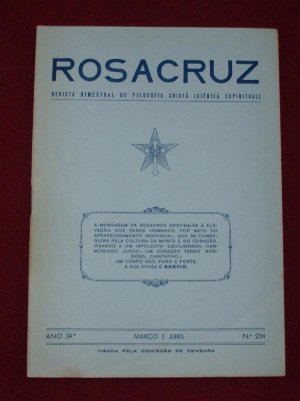 ROSACRUZ
REVISTA BIMESTRAL DE FILOSOFIA CRISTÃ (CIÊNCIA ESPIRITUAL)
A MENSAGEM DA ROSACRUZ DESTINA-SE À ELE-
VAÇÃO DOS SERES HUMANOS, POR MEIO DO
APERFEIÇOAMENTO INDIVIDUAL, QUE SE CONSE-
GUIRÁ PELA CULTURA DA MENTE E DO CORAÇÃO,
VISANDO A UM INTELECTO EQUILIBRADO, HAR-
MONIOSO, JUSTO; UM CORAÇÃO TERNO BON-
DOSO, CARITATIVO;
UM CORPO SÃO, PURO E FORTE.
A SUA DIVISA É SERVIR.
ANO 39.º MARÇO E ABRIL N.º 234
VISADA PELA COMISSÃO DE CENSURA